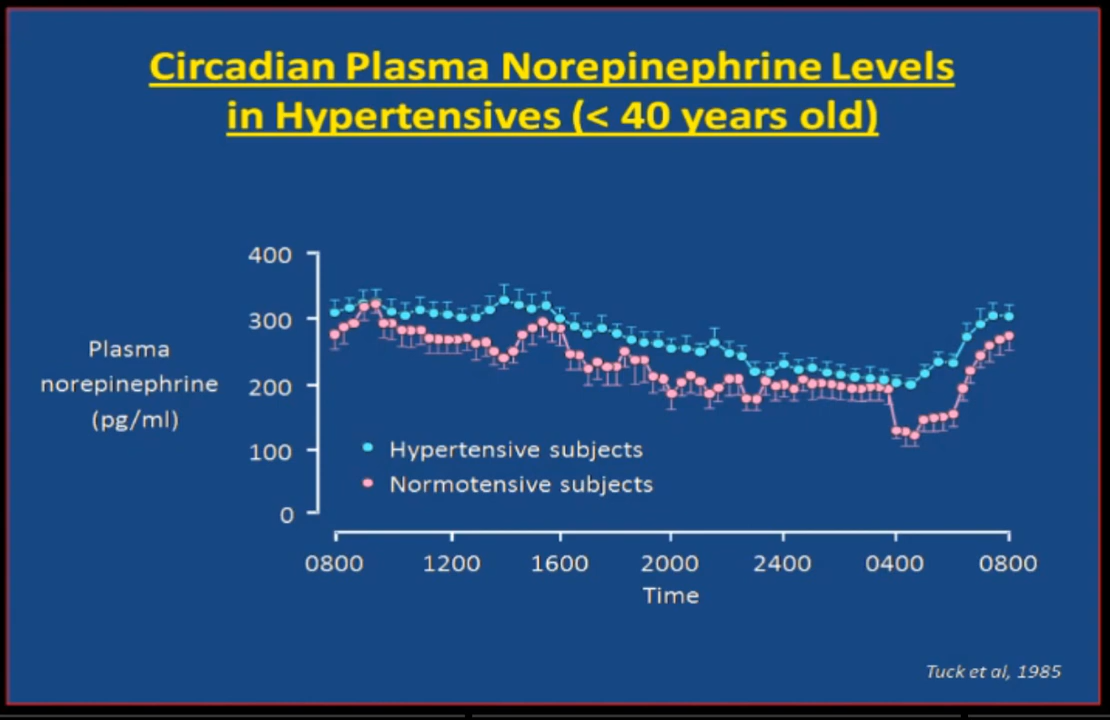 Circadian Plasma Norepinephrine Levels
in Hypertensives (< 40 years old)
400
300
200
100
0
Plasma
norepinephrine
(pg/ml)
Hypertensive subjects
Normotensive subjects
0800 1200 1600 2000 2400 0400 0800
Time
Tuck et al, 1985